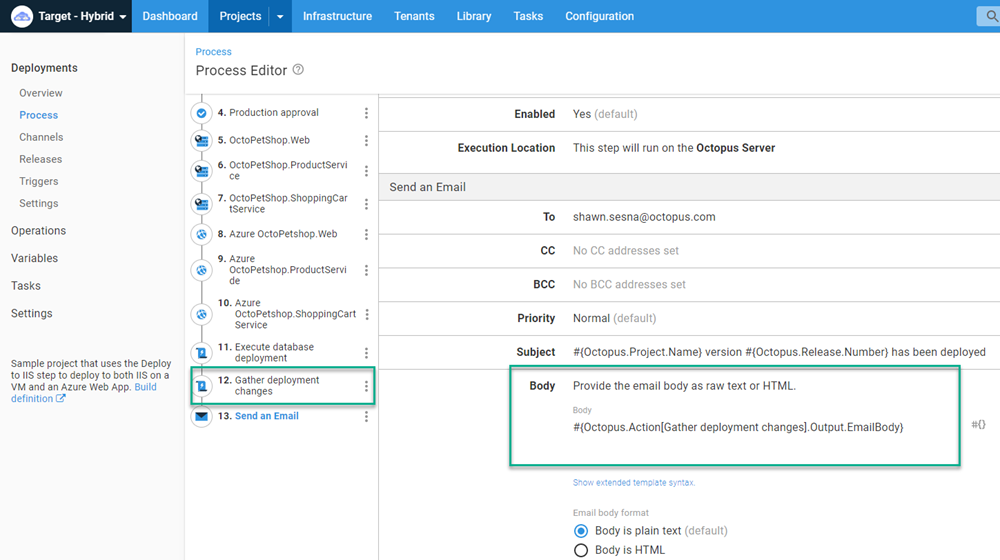 Target - Hybrid
Dashboard
Projects
Infrastructure
Tenants
Library
Tasks
Configuration
Deployments
Overview
Process
Channels
Releases
Triggers
Settings
Operations
Variables
Tasks
Settings
Sample project that uses the Deploy
to IIS step to deploy to both IIS on a
VM and an Azure Web App. Build
definition
Process
Process Editor
4. Production approval
5. OctoPetShop.Web
6. OctoPetShop.ProductServi
ce
7. OctoPetShop.ShoppingCar
tService
8. Azure OctoPetshop.Web
9. Azure
OctoPetshop.ProductServi
de
10. Azure
OctoPetshop.ShoppingCart
Service
11. Execute database
deployment
12. Gather deployment
changes
13. Send an Email
Enabled
Yes (default)
Execution Location
This step will run on the Octopus Server
Send an Email
To
shawn.sesna@octopus.com
CC
No CC addresses set
BCC
No BCC addresses set
Priority
Normal (default)
Subject
#{Octopus.Project.Name} version #{Octopus.Release.Number} has been deployed
Body
Provide the email body as raw text or HTML.
Body
#{Octopus.Action[Gather deployment changes].Output.EmailBody}
#{}
Show extended template syntax.
Email body format
Body is plain text (default)
Body is HTML